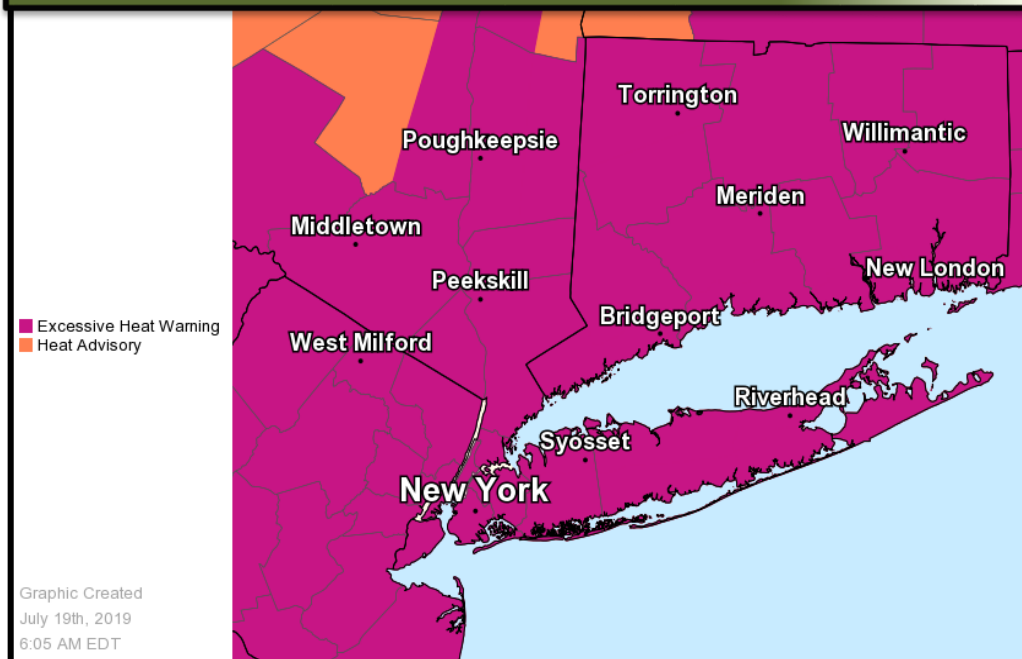 Torrington
Willimantic
Poughkeepsie
Meriden
Middletown
New London
Peekskill
Bridgeport
Excessive Heat Warning
Heat Advisory
West Milford
Riverhead
Syosset
New York
Graphic Created
July 19th, 2019
6:05 AM EDT